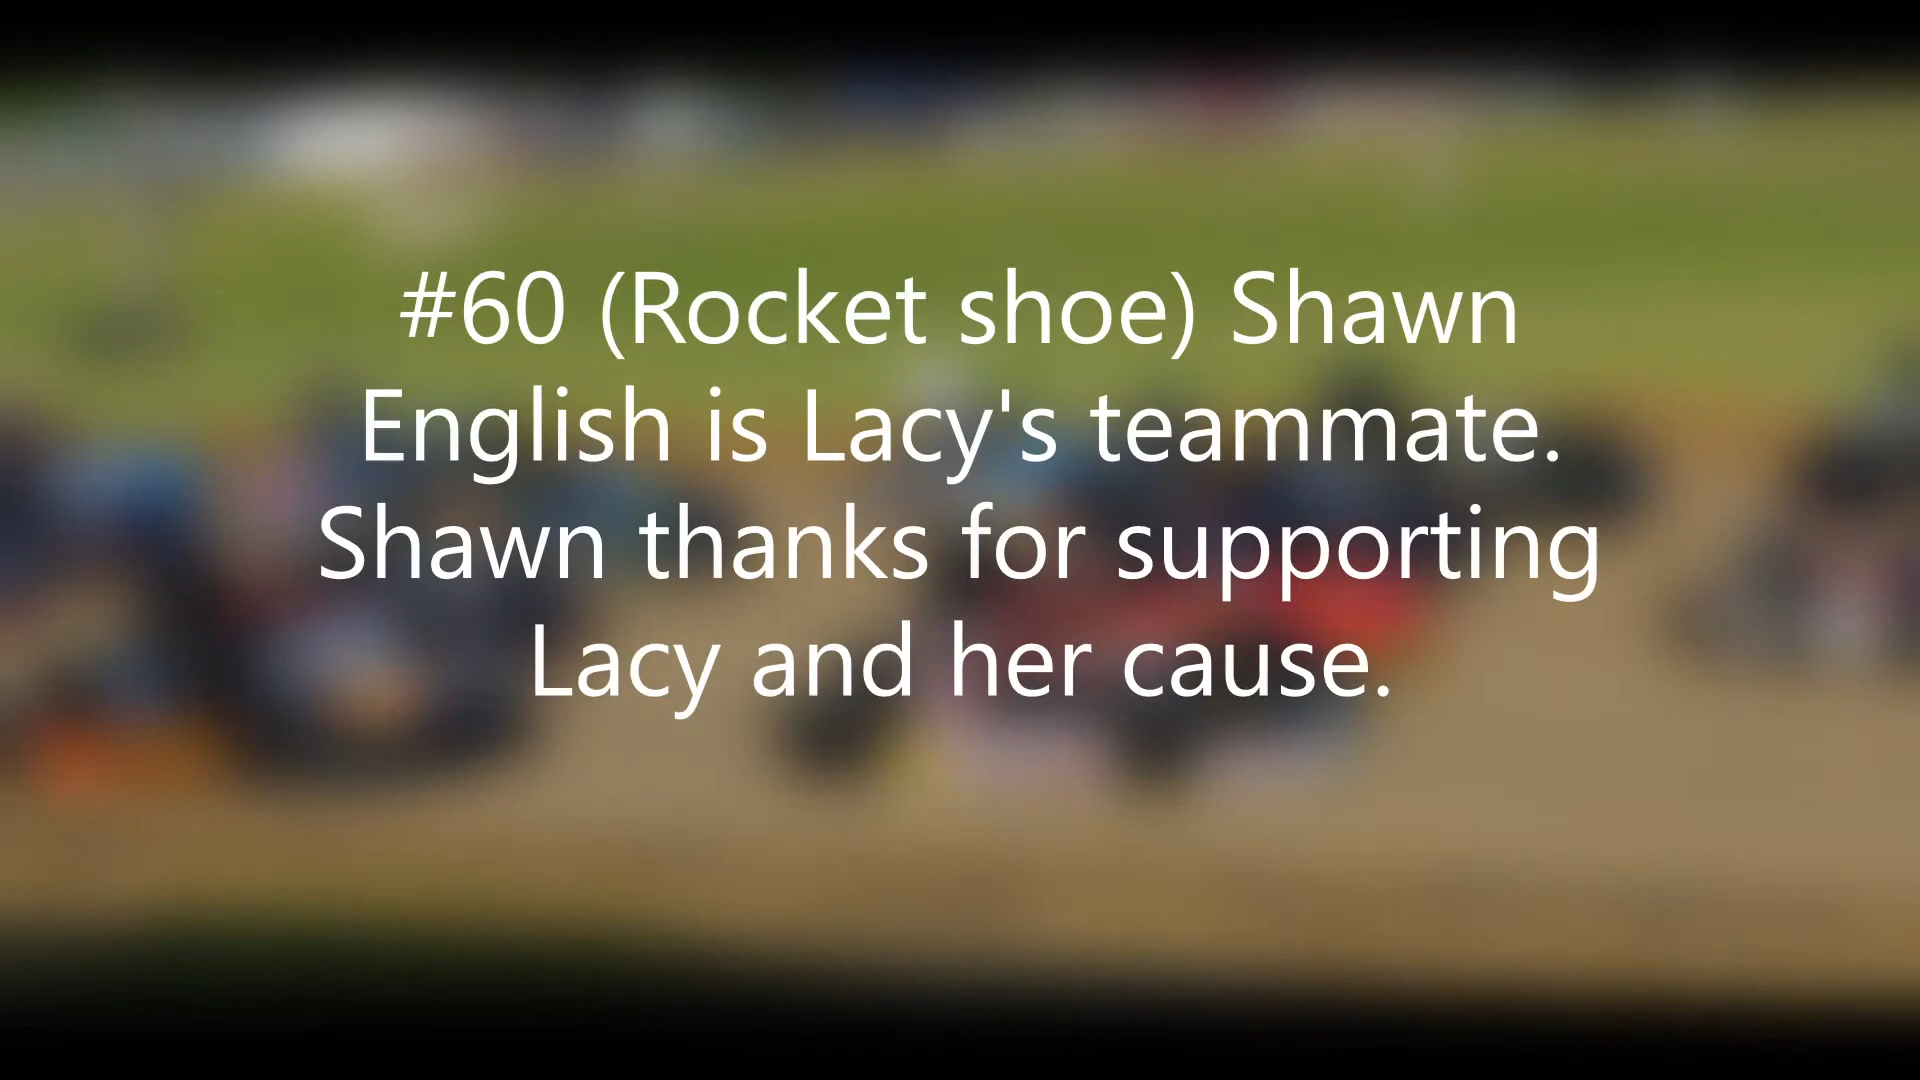 #60 (Rocket shoe) Shawn
English is Lacy's teammate.
Shawn thanks for supporting
Lacy and her cause.